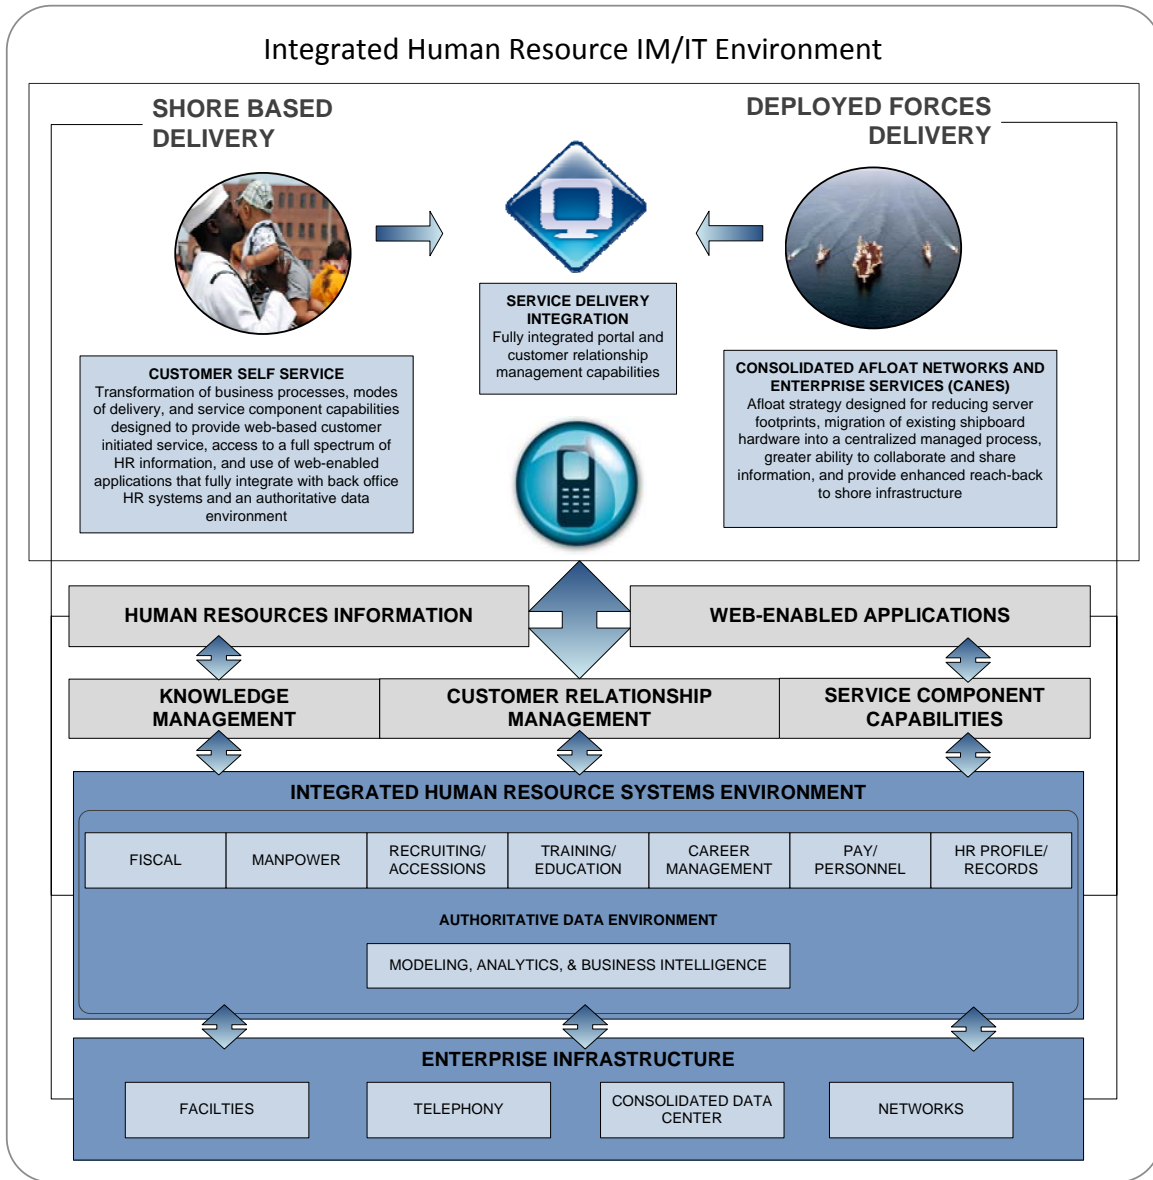 Integrated Human Resource IM/IT Environment
SHORE BASED
DELIVERY
DEPLOYED FORCES
DELIVERY
SERVICE DELIVERY
INTEGRATION
Fully integrated portal and
customer relationship
management capabilities
CUSTOMER SELF SERVICE
Transformation of business processes, modes
of delivery, and service component capabilities
designed to provide web-based customer
initiated service, access to a full spectrum of
HR information, and use of web-enabled
applications that fully integrate with back office
HR systems and an authoritative data
environment
CONSOLIDATED AFLOAT NETWORKS AND
ENTERPRISE SERVICES (CANES)
Afloat strategy designed for reducing server
footprints, migration of existing shipboard
hardware into a centralized managed process,
greater ability to collaborate and share
information, and provide enhanced reach-back
to shore infrastructure
HUMAN RESOURCES INFORMATION
WEB-ENABLED APPLICATIONS
KNOWLEDGE
MANAGEMENT
CUSTOMER RELATIONSHIP
MANAGEMENT
SERVICE COMPONENT
CAPABILITIES
INTEGRATED HUMAN RESOURCE SYSTEMS ENVIRONMENT
FISCAL
MANPOWER
RECRUITING/
ACCESSIONS
TRAINING/
EDUCATION
CAREER
MANAGEMENT
PAY/
PERSONNEL
HR PROFILE/
RECORDS
AUTHORITATIVE DATA ENVIRONMENT
MODELING, ANALYTICS, & BUSINESS INTELLIGENCE
ENTERPRISE INFRASTRUCTURE
FACILTIES
TELEPHONY
CONSOLIDATED DATA
CENTER
NETWORKS